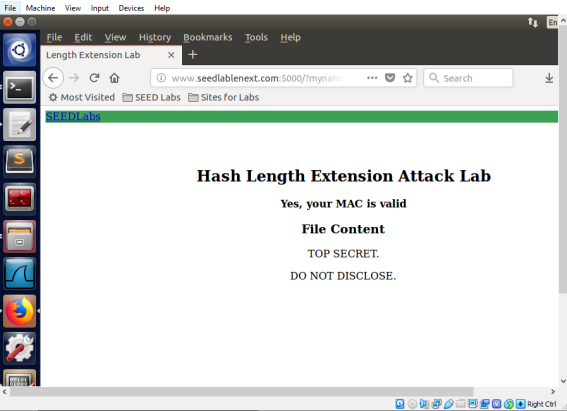 File Machine View Input Devices Help
En
File Edit View History Bookmarks Tools Help
Length Extension Lab × +
www.seedlablenext.com:5000/?myname ··· Search
Most Visited SEED Labs Sites for Labs
SEEDLabs
Hash Length Extension Attack Lab
Yes, your MAC is valid
File Content
TOP SECRET.
DO NOT DISCLOSE.
Right Ctrl